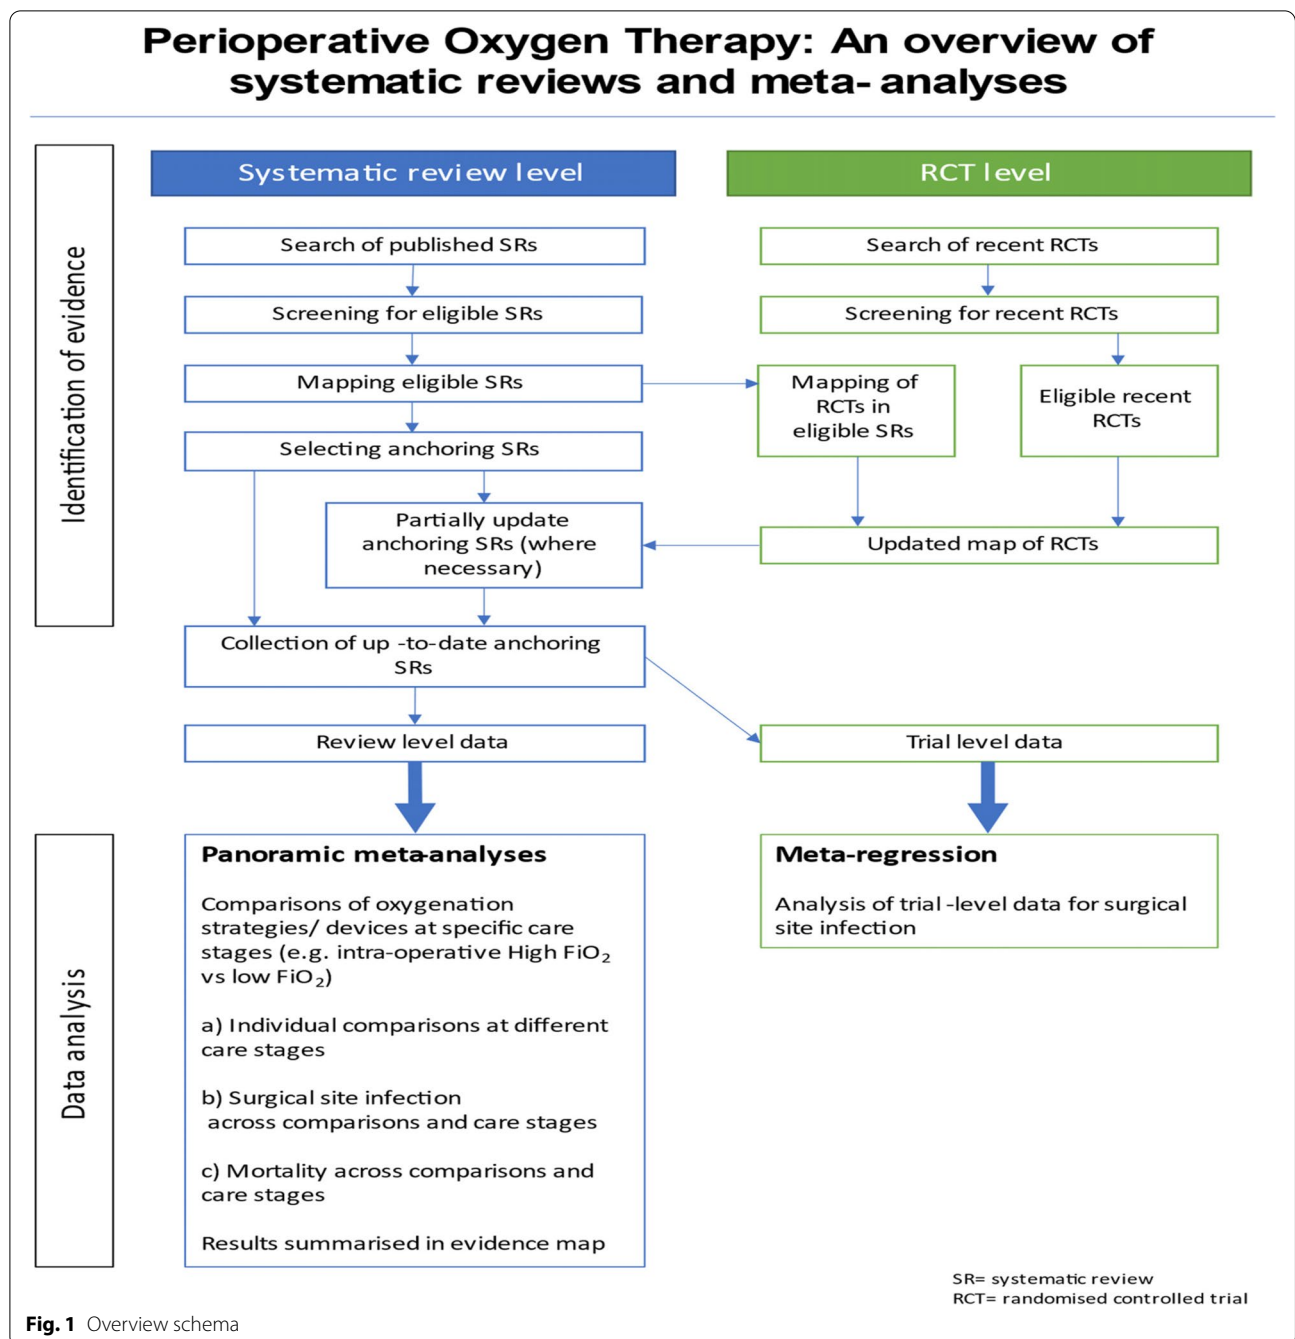 Perioperative Oxygen Therapy: An overview of
systematic reviews and meta- analyses
Identification of evidence
Systematic review level
RCT level
Search of published SRs
Search of recent RCTs
Screening for eligible SRs
Screening for recent RCTs
Mapping eligible SRs
Mapping of
RCTs in
eligible SRs
Eligible recent
RCTs
Selecting anchoring SRs
Partially update
anchoring SRs (where
necessary)
Updated map of RCTs
Collection of up -to-date anchoring
SRs
Review level data
Trial level data
Data analysis
Panoramic meta-analyses
Comparisons of oxygenation
strategies/ devices at specific care
stages (e.g. intra-operative High FiO₂
vs low FiO₂)
a) Individual comparisons at different
care stages
b) Surgical site infection
across comparisons and care stages
c) Mortality across comparisons and
care stages
Results summarised in evidence map
Meta-regression
Analysis of trial -level data for surgical
site infection
SR= systematic review
RCT= randomised controlled trial
Fig. 1 Overview schema